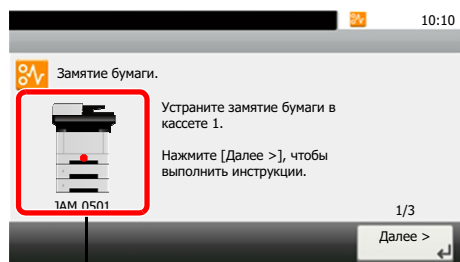 10:10
Замятие бумаги.
Устраните замятие бумаги в
кассете 1.
Нажмите [Далее >], чтобы
выполнить инструкции.
JAM 0501
1/3
Далее >